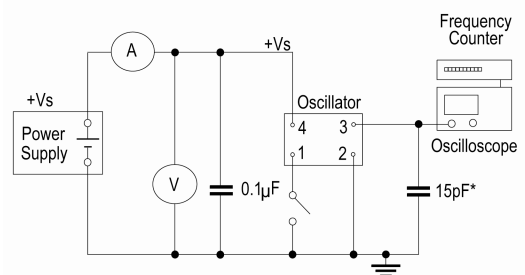 Frequency
Counter
A
+Vs
+Vs
Oscillator
Power
Supply
4 3
1 2
Oscilloscope
V
0.1µF
15pF*